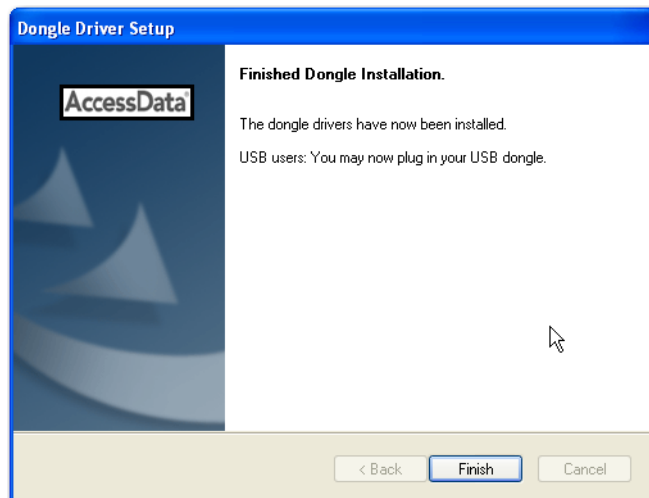 Dongle Driver Setup
AccessData
Finished Dongle Installation.
The dongle drivers have now been installed.
USB users: You may now plug in your USB dongle.
< Back
Finish
Cancel